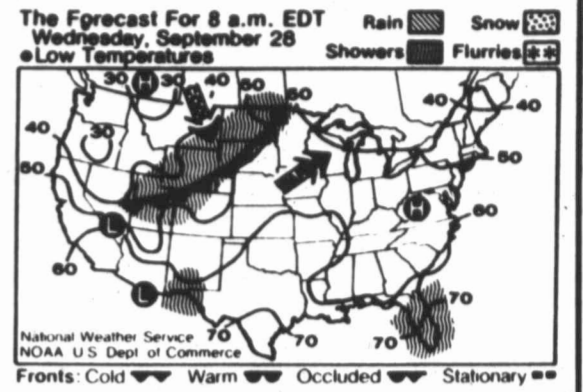 The Forecast For 8 a.m. EDT
Wednesday, September 28
●Low Temperatures
Rain Snow
Showers Flurries
30 30 40 50 60 40 40
40 30 50
50 H H 60
L
60
L 70
70 70 70
National Weather Service
NOAA U S Dept of Commerce
Fronts: Cold Warm Occluded Stationary